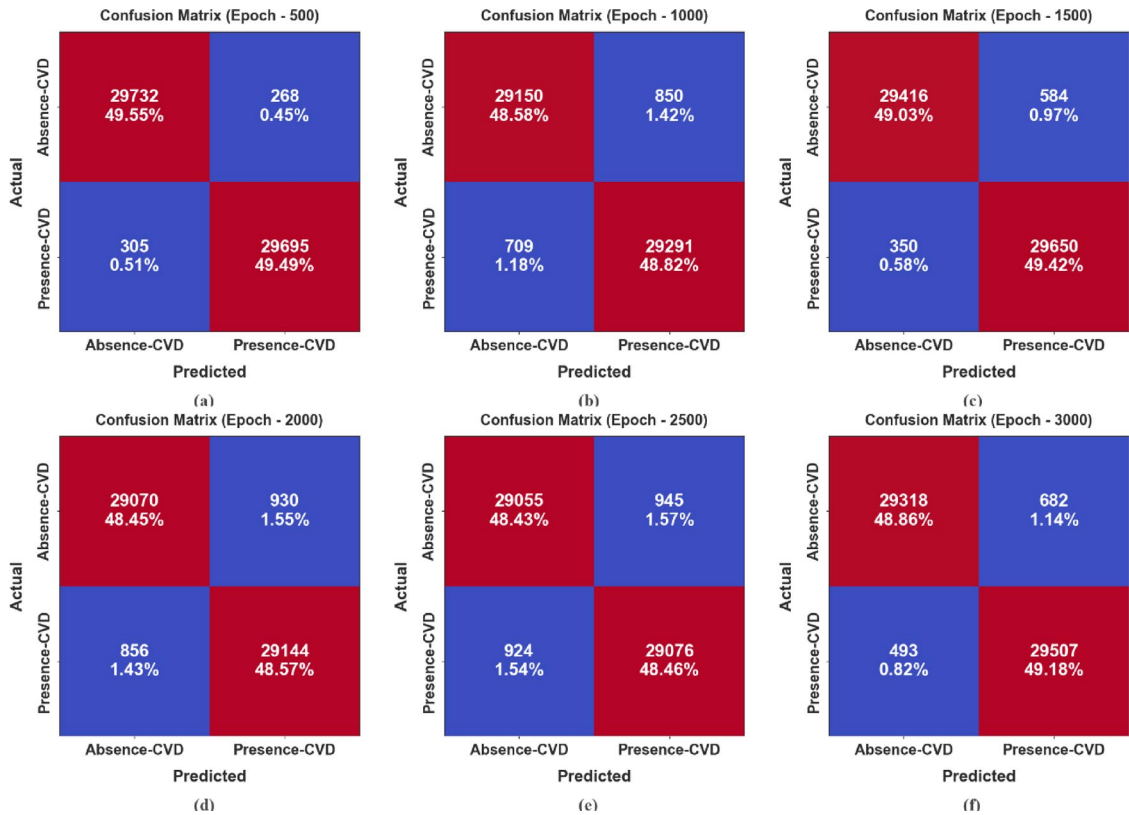 Confusion Matrix (Epoch - 500)
Actual
Absence-CVD
Presence-CVD
29732
49.55%
268
0.45%
305
0.51%
29695
49.49%
Absence-CVD Presence-CVD
Predicted
(a)
Confusion Matrix (Epoch - 1000)
Actual
Absence-CVD
Presence-CVD
29150
48.58%
850
1.42%
709
1.18%
29291
48.82%
Absence-CVD Presence-CVD
Predicted
(b)
Confusion Matrix (Epoch - 1500)
Actual
Absence-CVD
Presence-CVD
29416
49.03%
584
0.97%
350
0.58%
29650
49.42%
Absence-CVD Presence-CVD
Predicted
(c)
Confusion Matrix (Epoch - 2000)
Actual
Absence-CVD
Presence-CVD
29070
48.45%
930
1.55%
856
1.43%
29144
48.57%
Absence-CVD Presence-CVD
Predicted
(d)
Confusion Matrix (Epoch - 2500)
Actual
Absence-CVD
Presence-CVD
29055
48.43%
945
1.57%
924
1.54%
29076
48.46%
Absence-CVD Presence-CVD
Predicted
(e)
Confusion Matrix (Epoch - 3000)
Actual
Absence-CVD
Presence-CVD
29318
48.86%
682
1.14%
493
0.82%
29507
49.18%
Absence-CVD Presence-CVD
Predicted
(f)